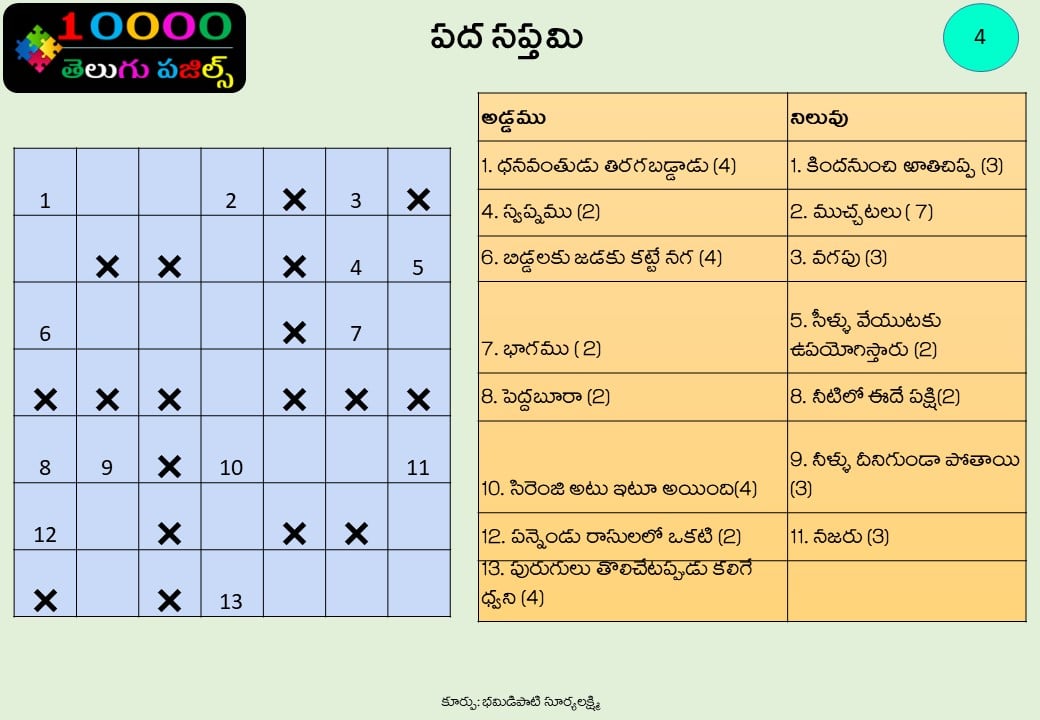 10000
తెలుగు పజిల్స్
పద సప్తమి
4
అడ్డము
నిలువు
1. ధనవంతుడు తిరగబడ్డాడు (4)
1. కిందనుంచి ఱాతిచిప్ప (3)
4. స్వప్నము (2)
2. ముచ్చటలు ( 7)
6. బిడ్డలకు జడకు కట్టే నగ (4)
3. వగపు (3)
7. భాగము ( 2)
5. సీళ్ళు వేయుటకు
ఉపయోగిస్తారు (2)
8. పెద్దబూరా (2)
8. నీటిలో ఈదే పక్షి(2)
10. సిరెంజి అటు ఇటూ అయింది(4)
9. నీళ్ళు దీనిగుండా పోతాయి
(3)
12. పన్నెండు రాసులలో ఒకటి (2)
11. నజరు (3)
13. పురుగులు తొలిచేటప్పుడు కలిగే
ధ్వని (4)
1 2 × 3 ×
× × × 4 5
6 × 7
× × × × × ×
8 9 × 10 11
12 × × ×
× × 13
కూర్పు: భమిడిపాటి సూర్యలక్ష్మి